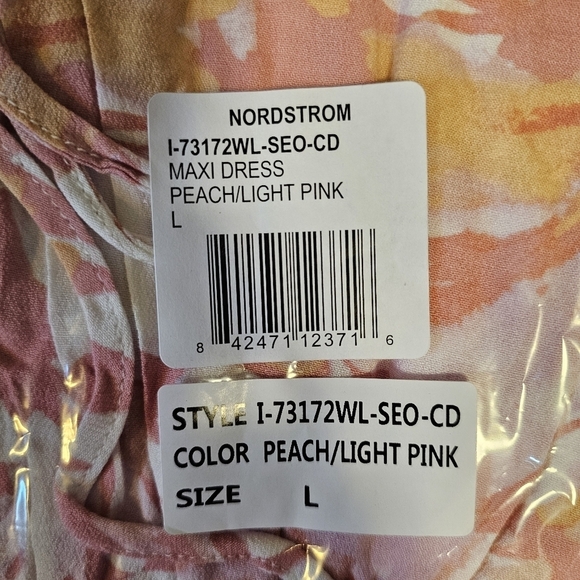 NORDSTROM
I-73172WL-SEO-CD
MAXI DRESS
PEACH/LIGHT PINK
L
8 42471 12371 6
STYLE I-73172WL-SEO-CD
COLOR PEACH/LIGHT PINK
SIZE L